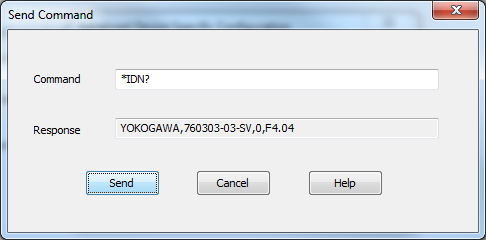 Send Command
Command
*IDN?
Response
YOKOGAWA,760303-03-SV,0,F4.04
Send
Cancel
Help